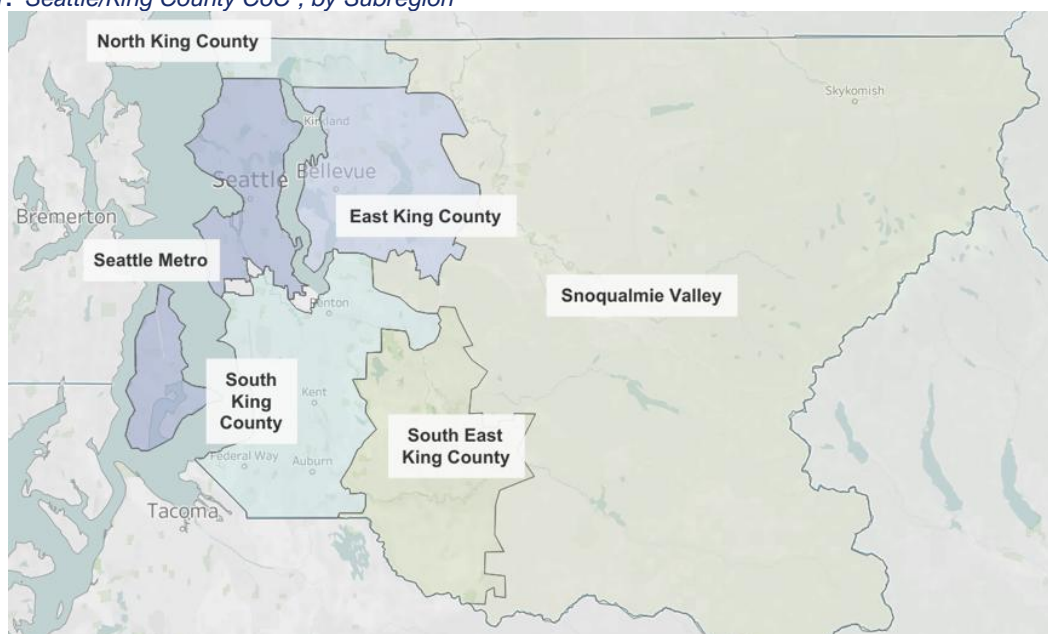 Seattle/King County CoC , by Subregion
North King County
Skykomish
Kirkland
Seattle
Bellevue
Bremerton
East King County
Seattle Metro
Snoqualmie Valley
Renton
South
King
County
Kent
South East
King County
Federal Way
Auburn
Tacoma